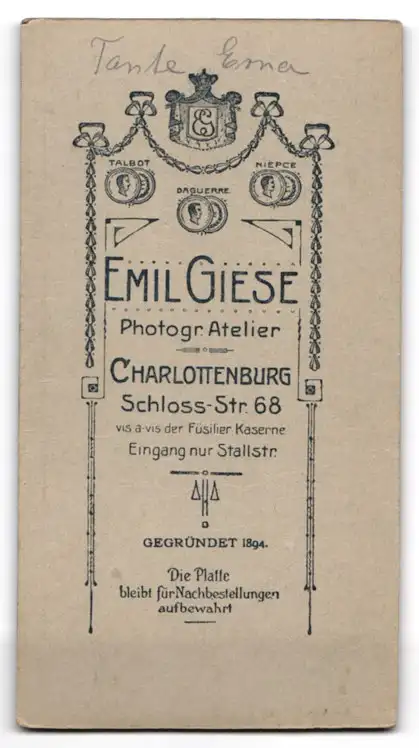 Tante Erna
EG
TALBOT
NIEPCE
DAGUERRE
EMIL GIESE
Photogr. Atelier
CHARLOTTENBURG
Schloss-Str. 68
vis a-vis der Füsilier Kaserne
Eingang nur Stallstr.
GEGRÜNDET 1894.
Die Platte
bleibt für Nachbestellungen
aufbewahrt